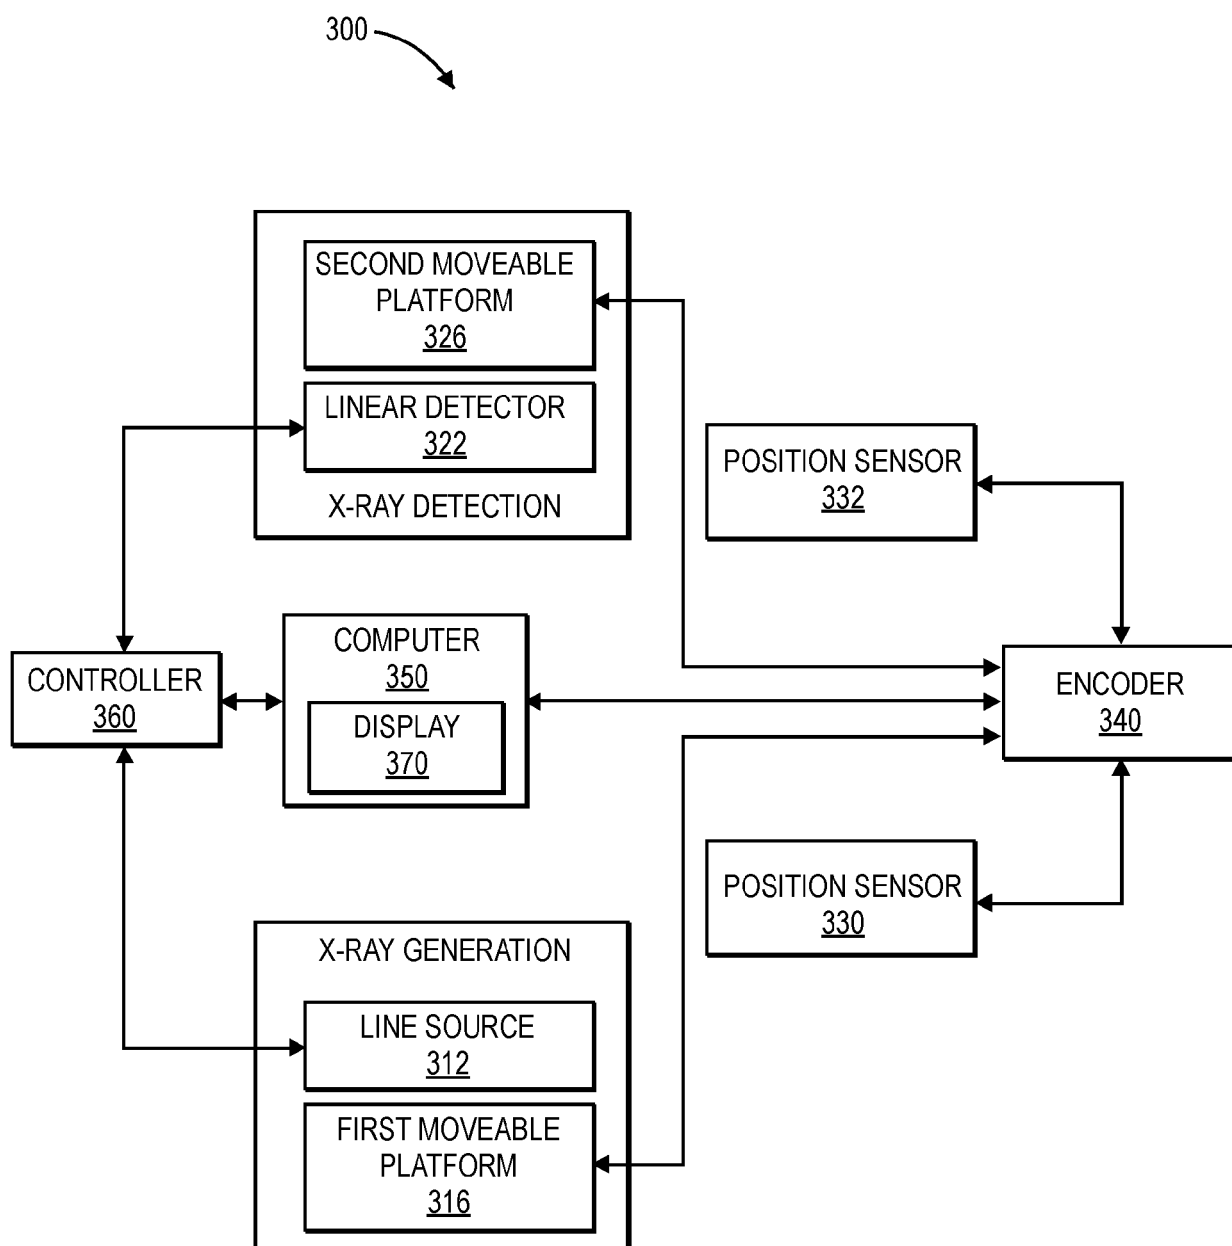 300
SECOND MOVEABLE
PLATFORM
326
LINEAR DETECTOR
322
X-RAY DETECTION
POSITION SENSOR
332
CONTROLLER
360
COMPUTER
350
DISPLAY
370
ENCODER
340
POSITION SENSOR
330
X-RAY GENERATION
LINE SOURCE
312
FIRST MOVEABLE
PLATFORM
316